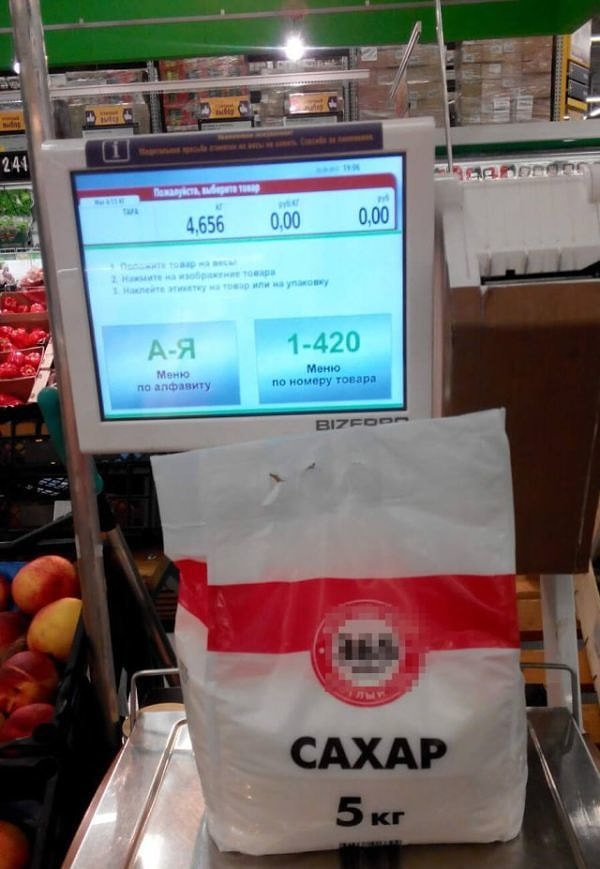 Пожалуйста, выберите товар
19:06
ТАРА
КГ
руб/КГ
руб
4,656
0,00
0,00
1. Положите товар на весы
2. Нажмите на изображение товара
3. Наклейте этикетку на товар или на упаковку
А-Я
Меню
по алфавиту
1-420
Меню
по номеру товара
BIZERBA
САХАР
5 кг